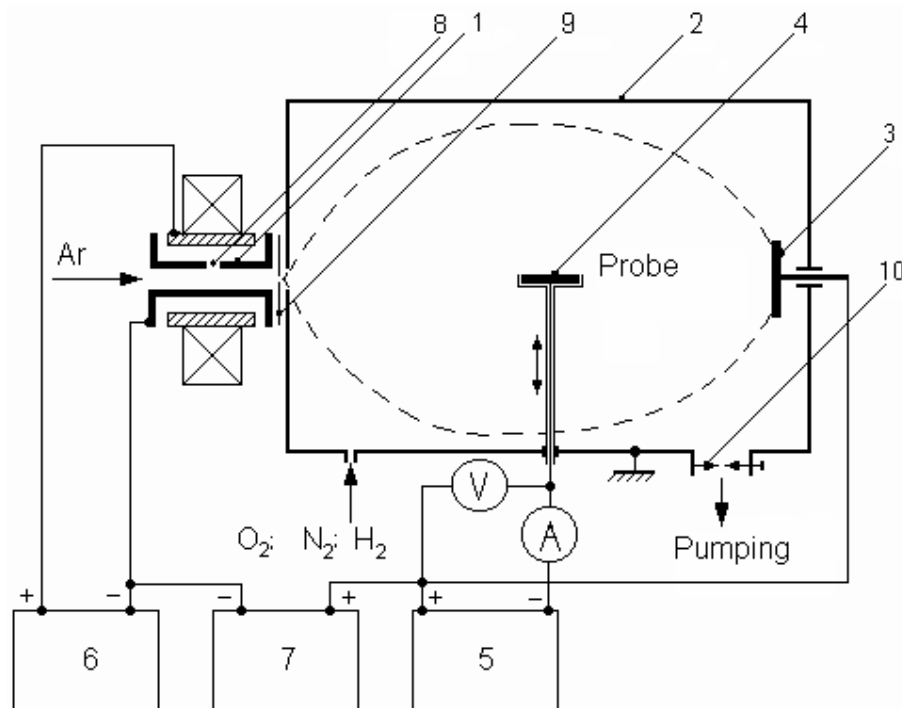 8 1 9 4 2
3
Ar
Probe
10
V
A
O₂; N₂; H₂
Pumping
+ − − + + −
6 7 5